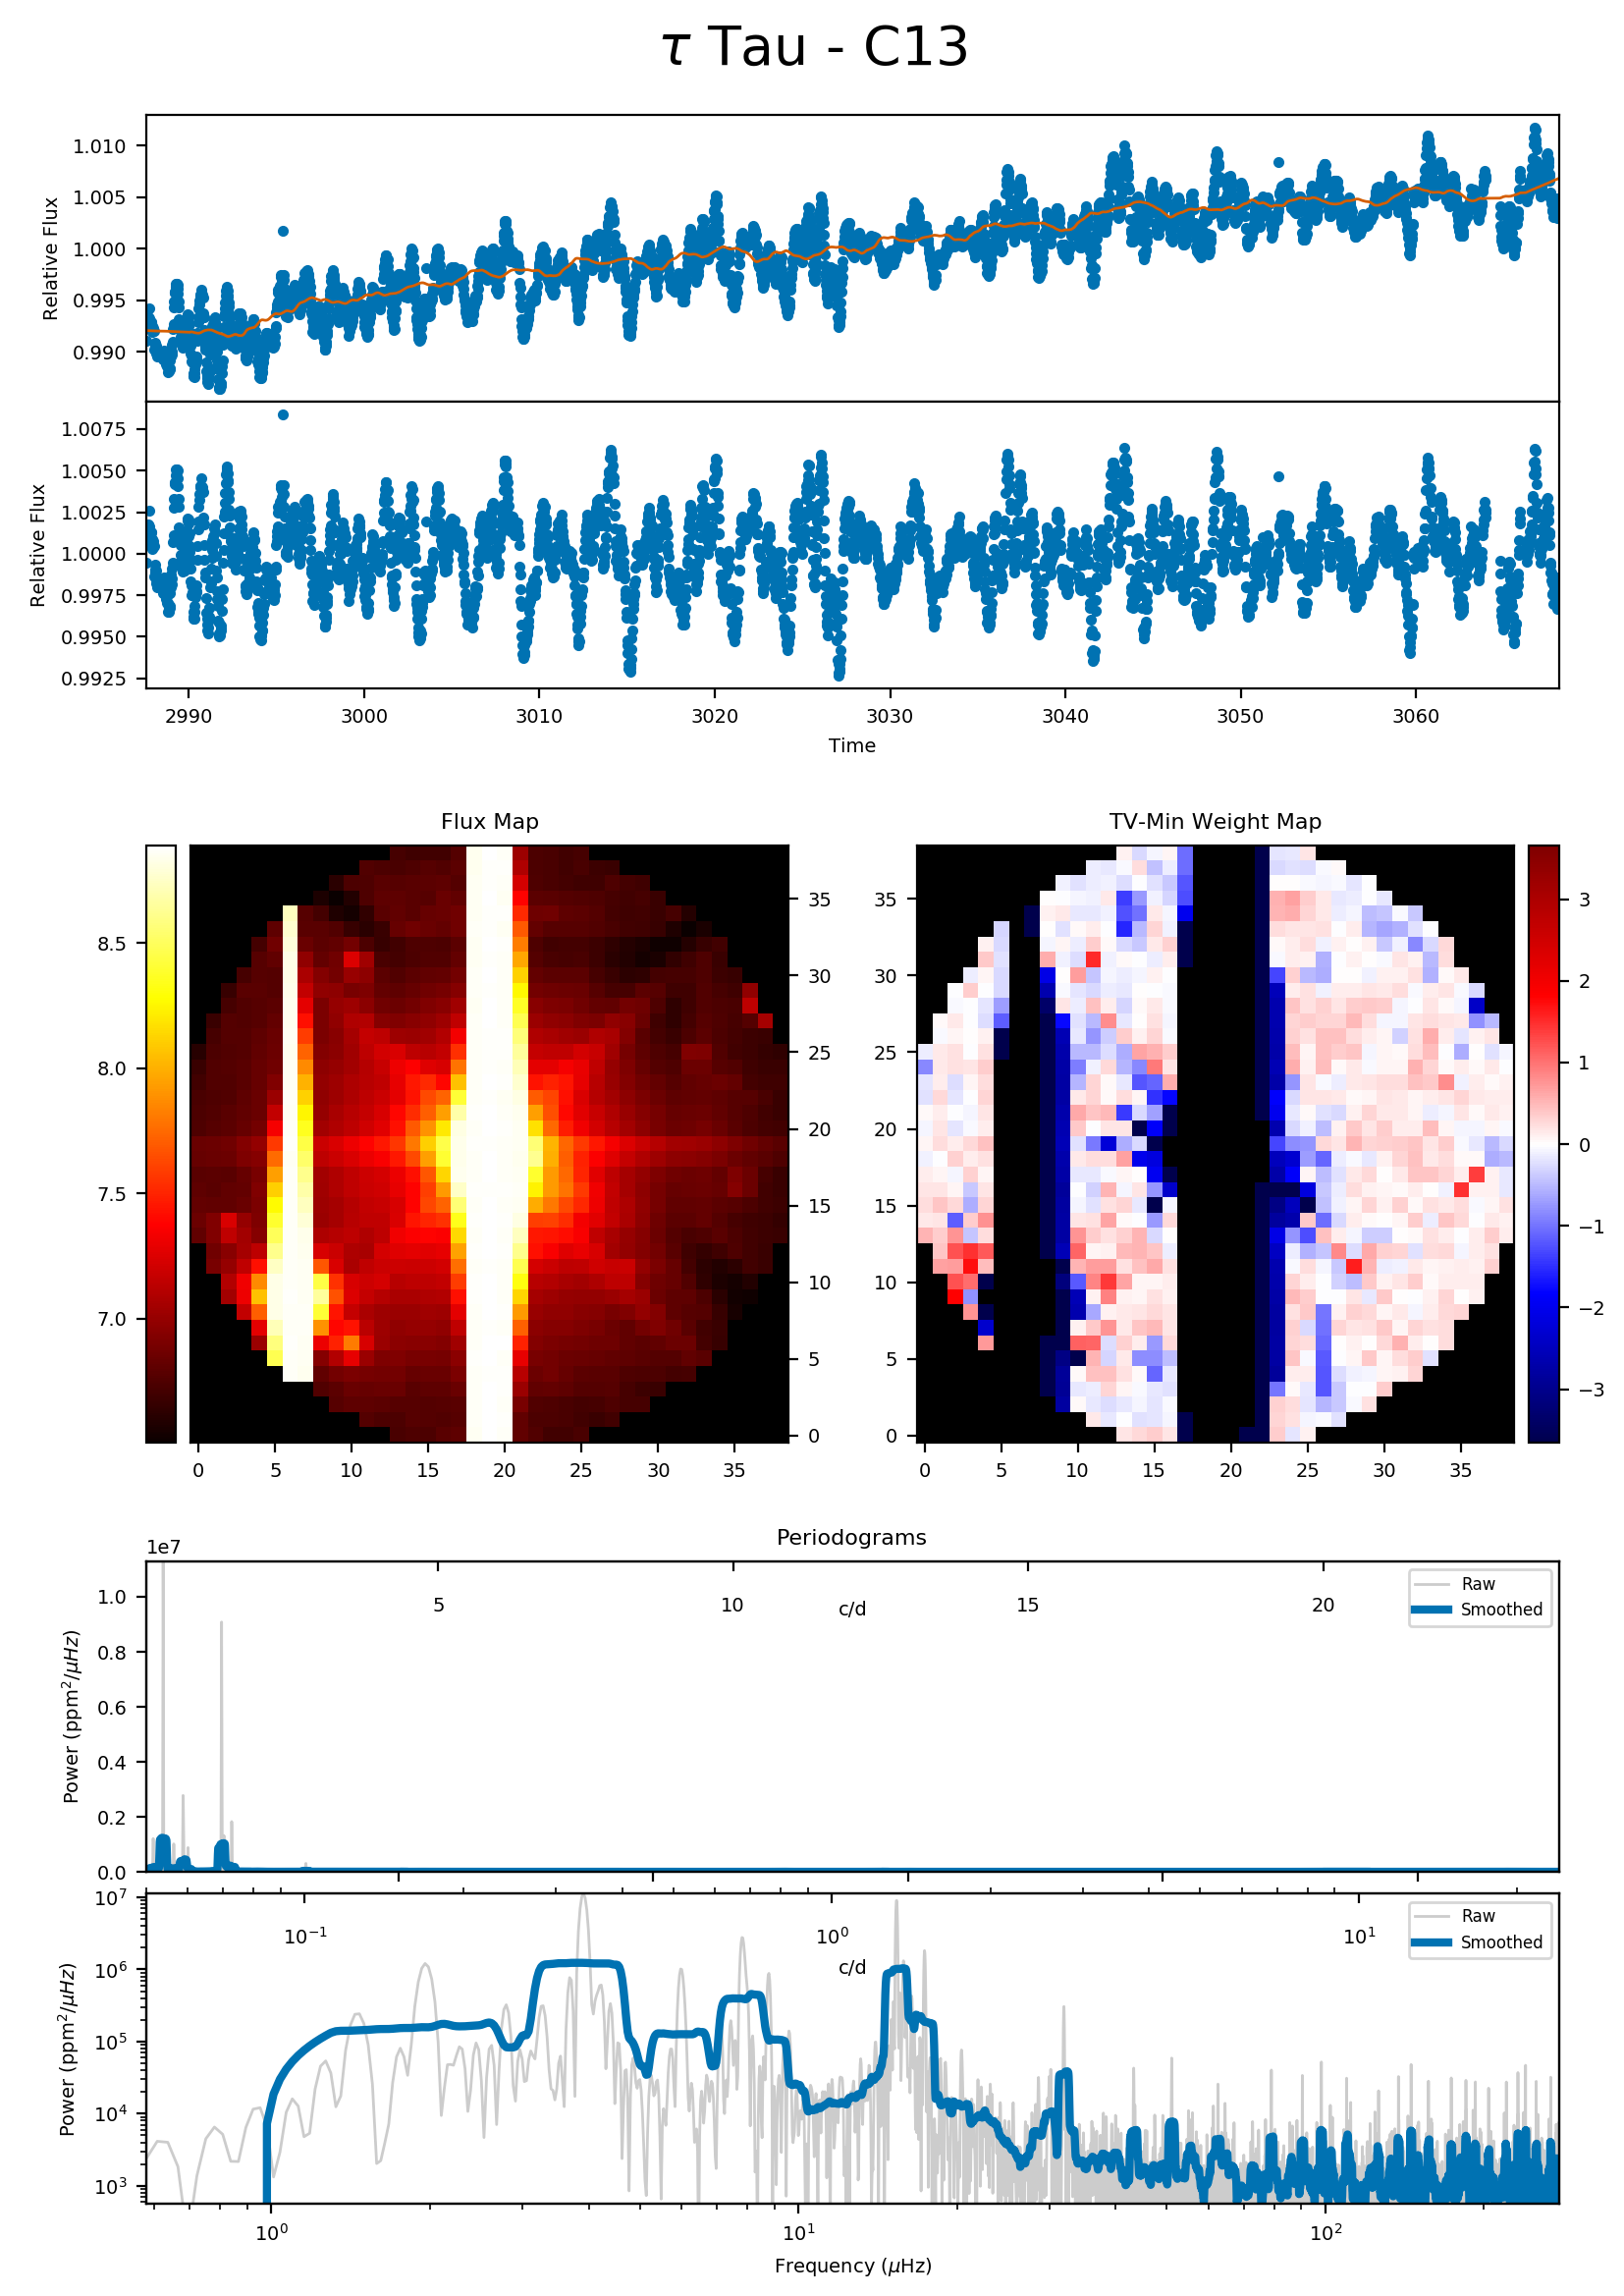 τ Tau - C13
1.010
1.005
1.000
0.995
0.990
Relative Flux
1.0075
1.0050
1.0025
1.0000
0.9975
0.9950
0.9925
Relative Flux
2990 3000 3010 3020 3030 3040 3050 3060
Time
Flux Map
8.5
8.0
7.5
7.0
35
30
25
20
15
10
5
0
0 5 10 15 20 25 30 35
TV-Min Weight Map
35
30
25
20
15
10
5
0
0 5 10 15 20 25 30 35
3
2
1
0
−1
−2
−3
Periodograms
1e7
1.0
0.8
0.6
0.4
0.2
0.0
Power (ppm²/μHz)
5 10 15 20
c/d
Raw
Smoothed
10⁷
10⁶
10⁵
10⁴
10³
Power (ppm²/μHz)
10⁻¹ 10⁰ 10¹
c/d
Raw
Smoothed
10⁰ 10¹ 10²
Frequency (μHz)